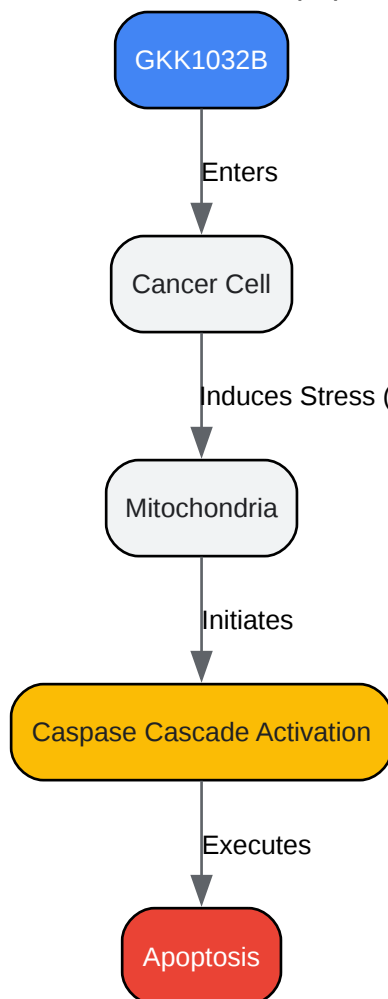 GKK1032B
Enters
Cancer Cell
Induces Stress (
Mitochondria
Initiates
Caspase Cascade Activation
Executes
Apoptosis